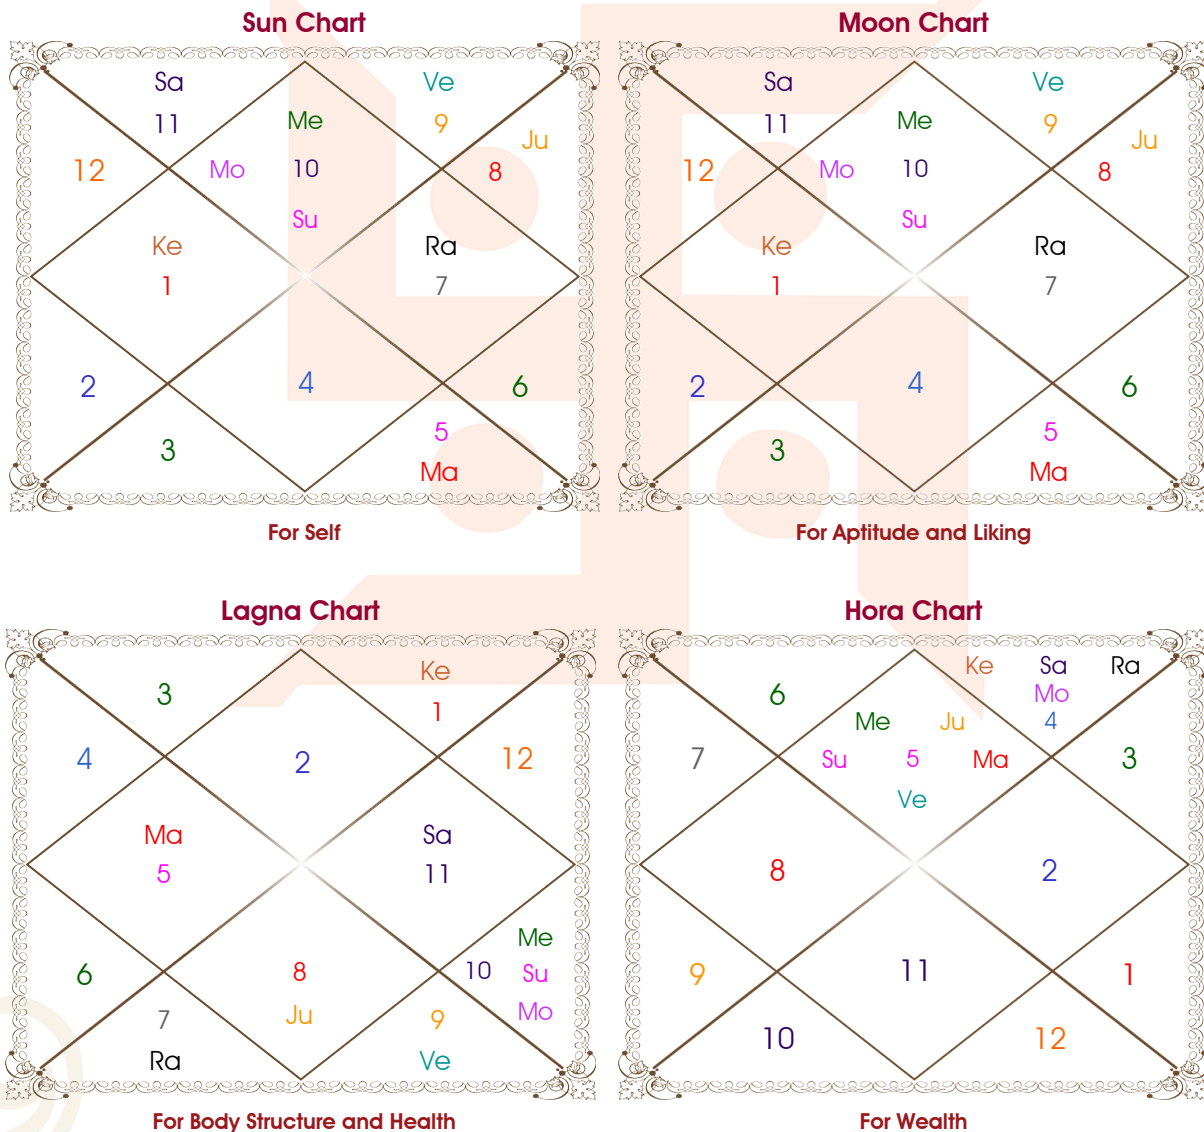 Sun Chart
Sa
Ve
11
Me
9
Ju
12
Mo
10
8
Su
Ke
Ra
1
7
2
4
6
3
5
Ma
For Self
Moon Chart
Sa
Ve
11
Me
9
Ju
12
Mo
10
8
Su
Ke
Ra
1
7
2
4
6
3
5
Ma
For Aptitude and Liking
Lagna Chart
Ke
3
1
4
2
12
Ma
Sa
5
11
Me
6
8
10
Su
Mo
7
Ju
9
Ra
Ve
For Body Structure and Health
Hora Chart
Ke
Sa
Ra
6
Mo
Me
Ju
4
7
Su
5
Ma
3
Ve
8
2
9
11
1
10
12
For Wealth